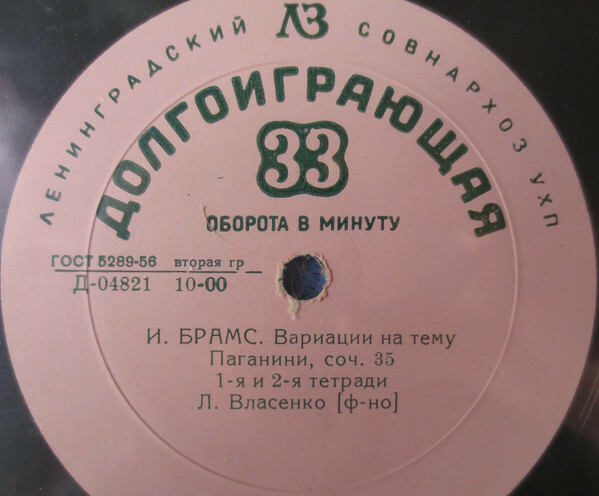 ЛЕНИНГРАДСКИЙ ЛЗ СОВНАРХОЗ УХП
ДОЛГОИГРАЮЩАЯ
33
ОБОРОТА В МИНУТУ
ГОСТ 5289-56 вторая гр
Д-04821 10-00
И. БРАМС. Вариации на тему
Паганини, соч. 35
1-я и 2-я тетради
Л. Власенко [ф-но]